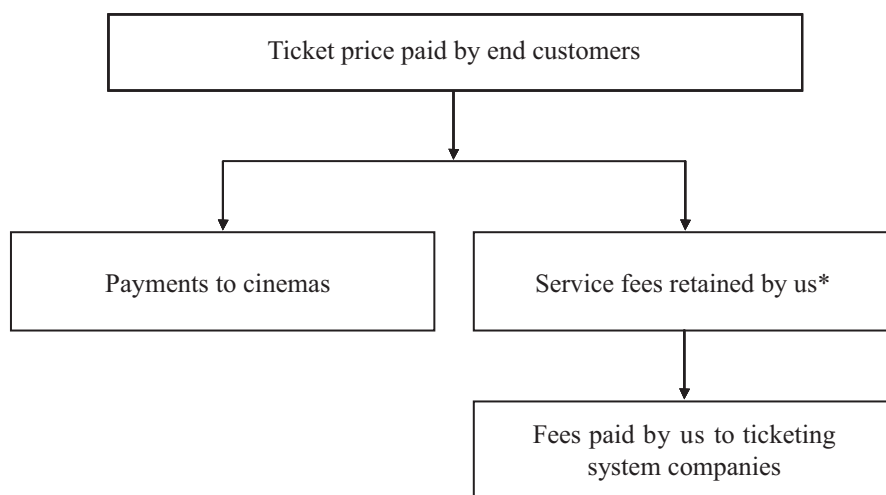 Ticket price paid by end customers
Payments to cinemas
Service fees retained by us*
Fees paid by us to ticketing
system companies